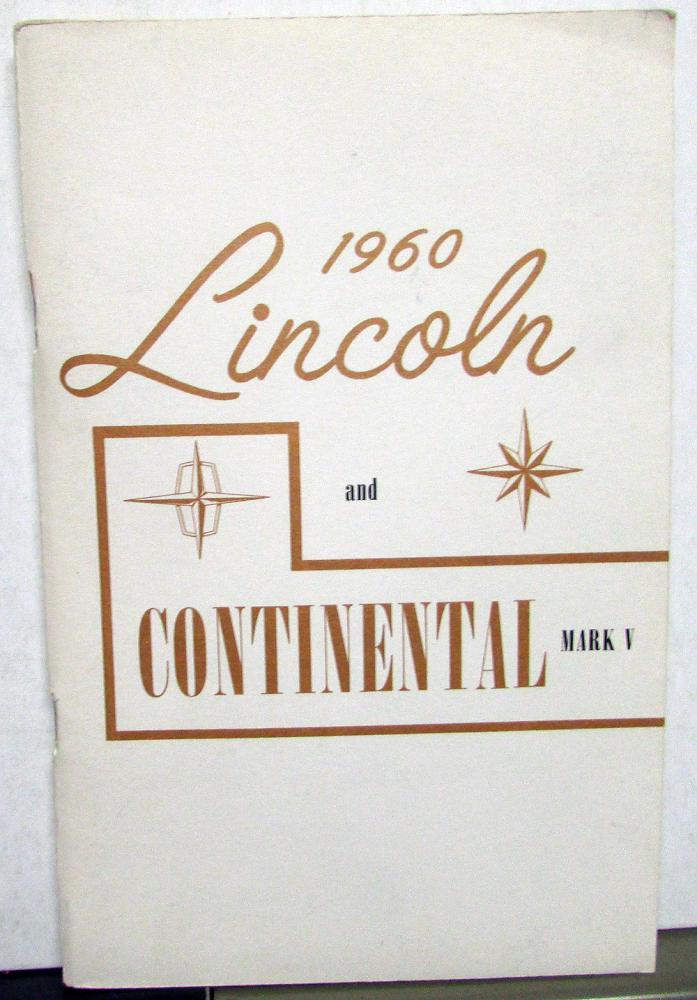 1960
Lincoln
and
CONTINENTAL MARK V